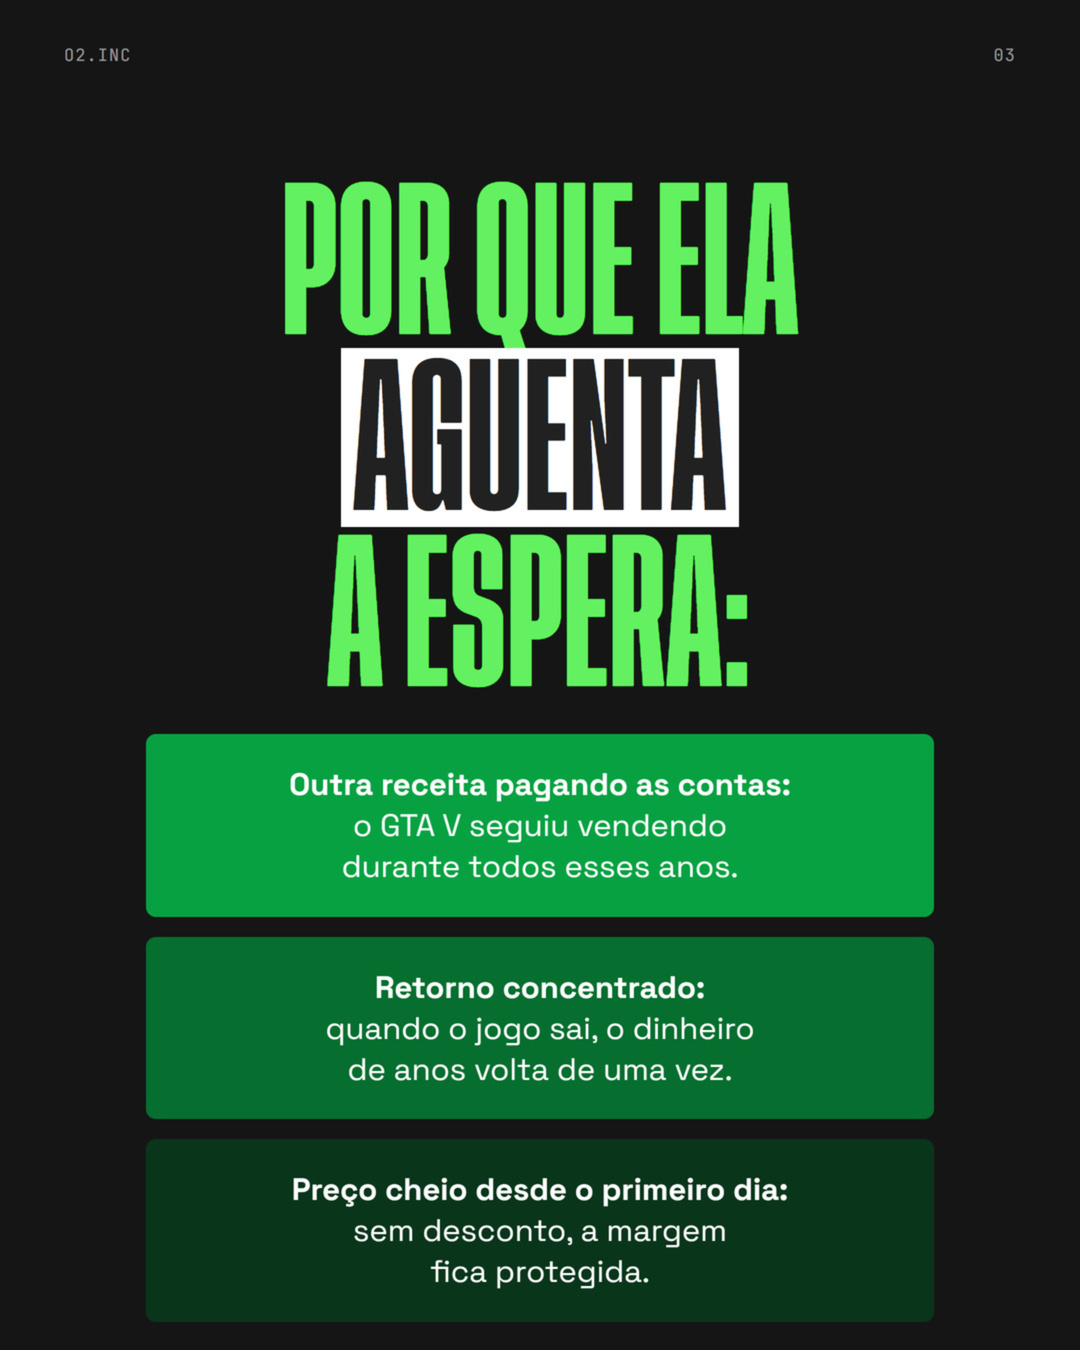 02.INC
03
POR QUE ELA
AGUENTA
A ESPERA:
Outra receita pagando as contas:
o GTA V seguiu vendendo
durante todos esses anos.
Retorno concentrado:
quando o jogo sai, o dinheiro
de anos volta de uma vez.
Preço cheio desde o primeiro dia:
sem desconto, a margem
fica protegida.